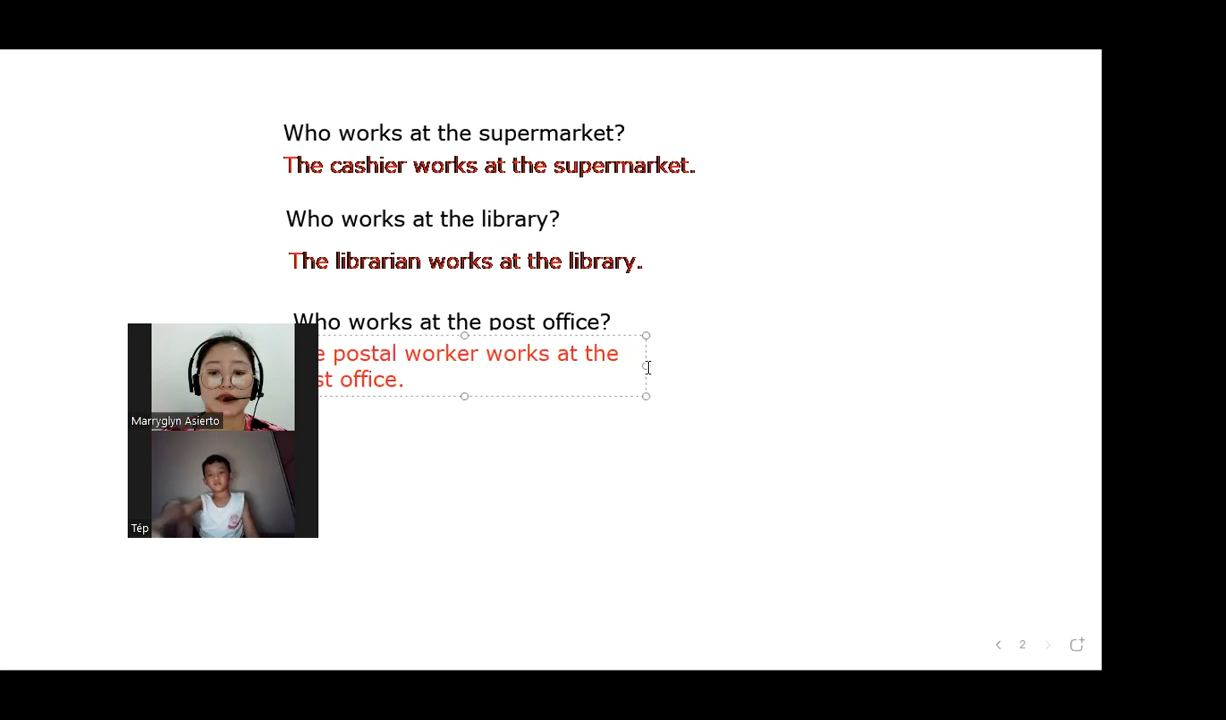 Who works at the supermarket?
The cashier works at the supermarket.
Who works at the library?
The librarian works at the library.
Who works at the post office?
postal worker works at the
office.
Marryglyn Asierto
Tép
2